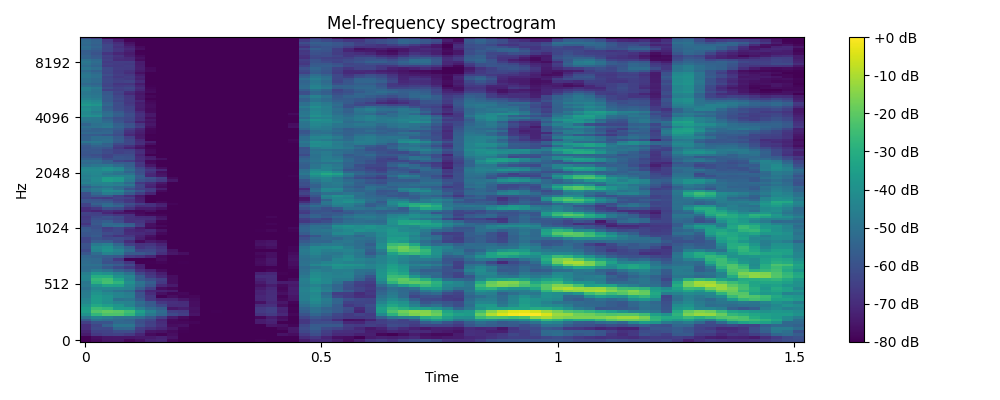 Mel-frequency spectrogram
8192
4096
2048
1024
512
0
Hz
0
0.5
1
1.5
Time
+0 dB
-10 dB
-20 dB
-30 dB
-40 dB
-50 dB
-60 dB
-70 dB
-80 dB